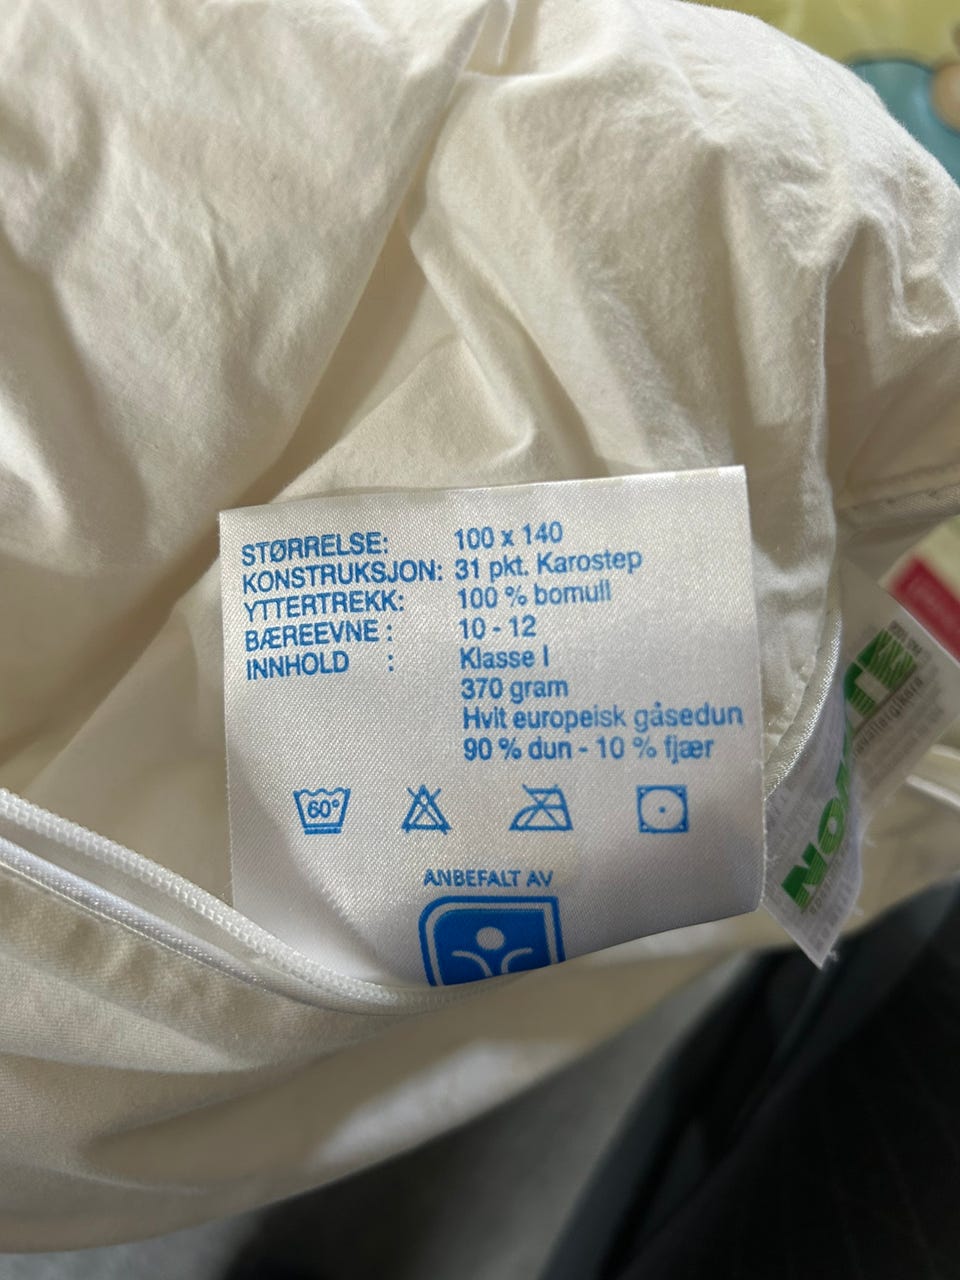 STØRRELSE: 100 x 140
KONSTRUKSJON: 31 pkt. Karostep
YTTERTREKK: 100 % bomull
BÆREEVNE : 10 - 12
INNHOLD : Klasse I
370 gram
Hvit europeisk gåsedun
90 % dun - 10 % fjær
60°
ANBEFALT AV